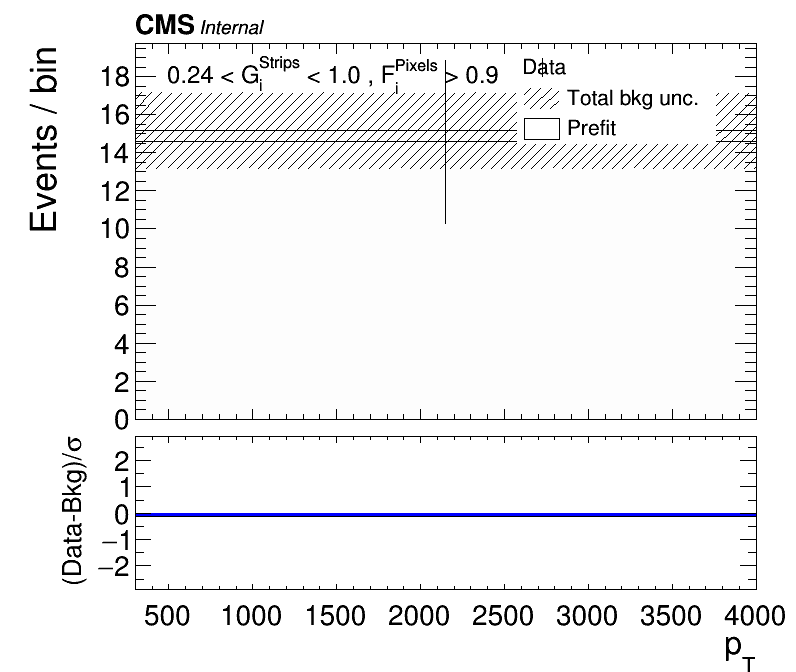 CMS Internal
0.24 < G_i^Strips < 1.0 , F_i^Pixels > 0.9
Data
Total bkg unc.
Prefit
Events / bin
18
16
14
12
10
8
6
4
2
0
(Data-Bkg)/σ
2
1
0
−1
−2
500 1000 1500 2000 2500 3000 3500 4000
p_T